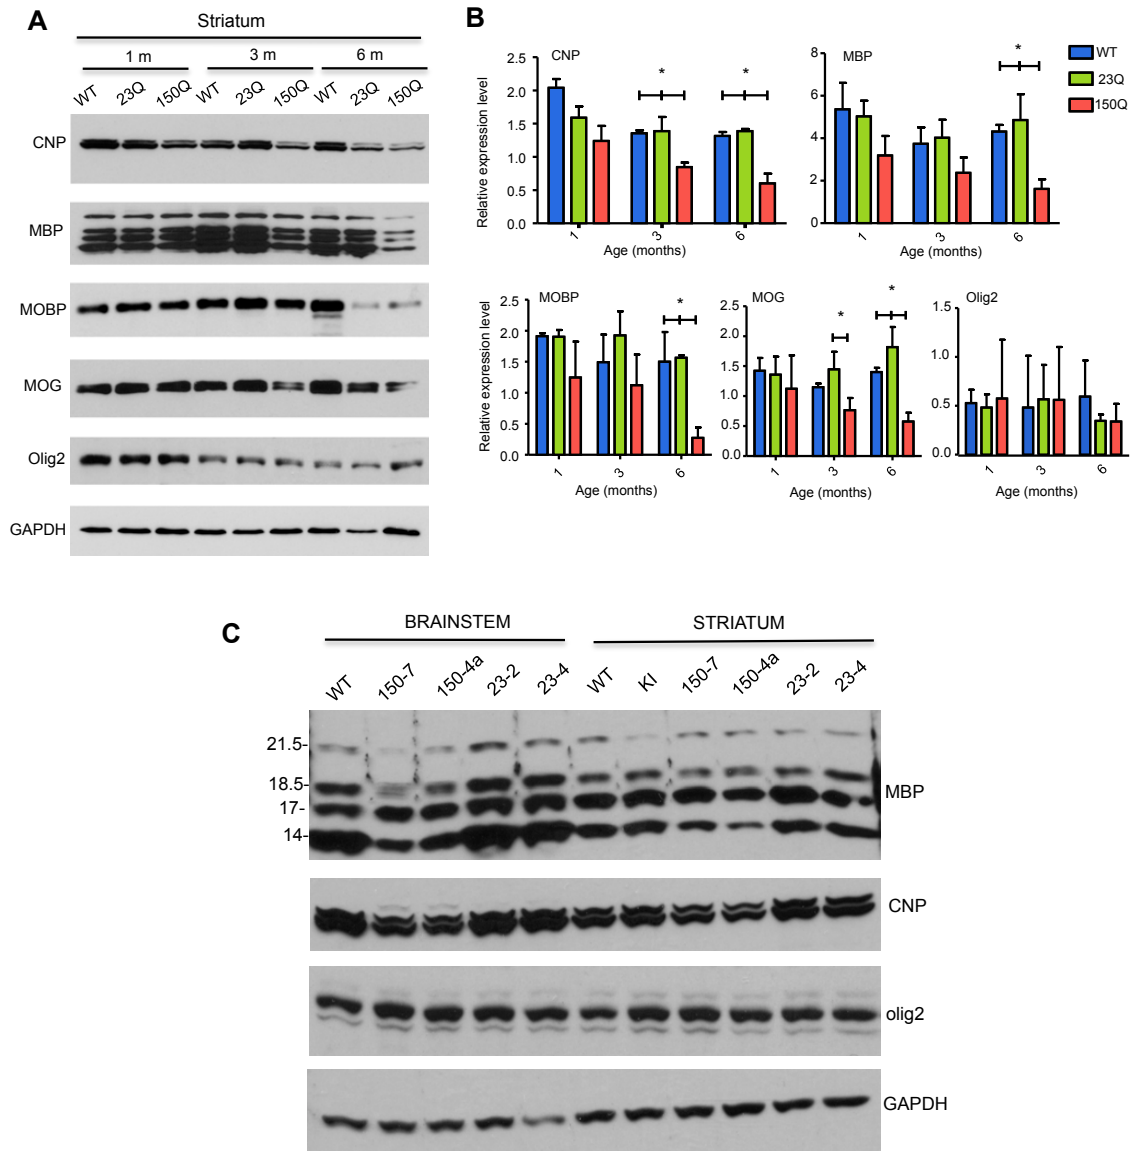 A
Striatum
1 m 3 m 6 m
WT 23Q 150Q WT 23Q 150Q WT 23Q 150Q
CNP
MBP
MOBP
MOG
Olig2
GAPDH
B
CNP
Relative expression level
2.5
2.0
1.5
1.0
0.5
0.0
* *
1 3 6
Age (months)
MBP
8
6
4
2
0
*
1 3 6
Age (months)
WT
23Q
150Q
MOBP
Relative expression level
2.5
2.0
1.5
1.0
0.5
0.0
*
1 3 6
Age (months)
MOG
2.5
2.0
1.5
1.0
0.5
0.0
* *
1 3 6
Age (months)
Olig2
1.5
1.0
0.5
0.0
1 3 6
Age (months)
C
BRAINSTEM STRIATUM
WT 150-7 150-4a 23-2 23-4 WT KI 150-7 150-4a 23-2 23-4
21.5-
18.5-
17-
14-
MBP
CNP
olig2
GAPDH